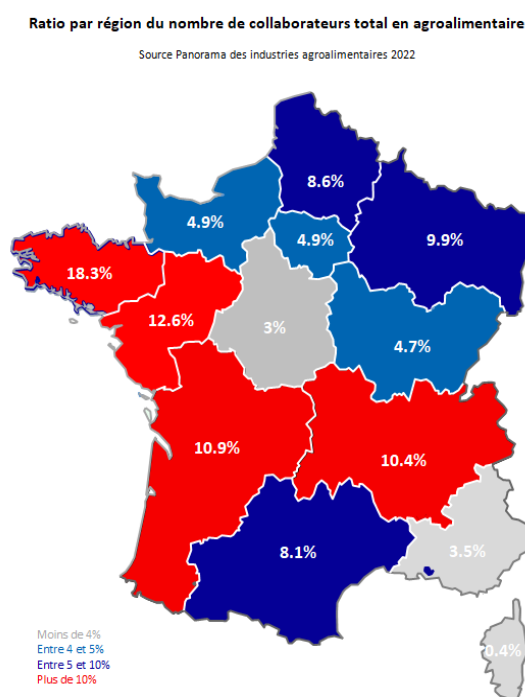 Ratio par région du nombre de collaborateurs total en agroalimentaire
Source Panorama des industries agroalimentaires 2022
8.6%
4.9%
4.9%
9.9%
18.3%
12.6%
3%
4.7%
10.9%
10.4%
8.1%
3.5%
0.4%
Moins de 4%
Entre 4 et 5%
Entre 5 et 10%
Plus de 10%